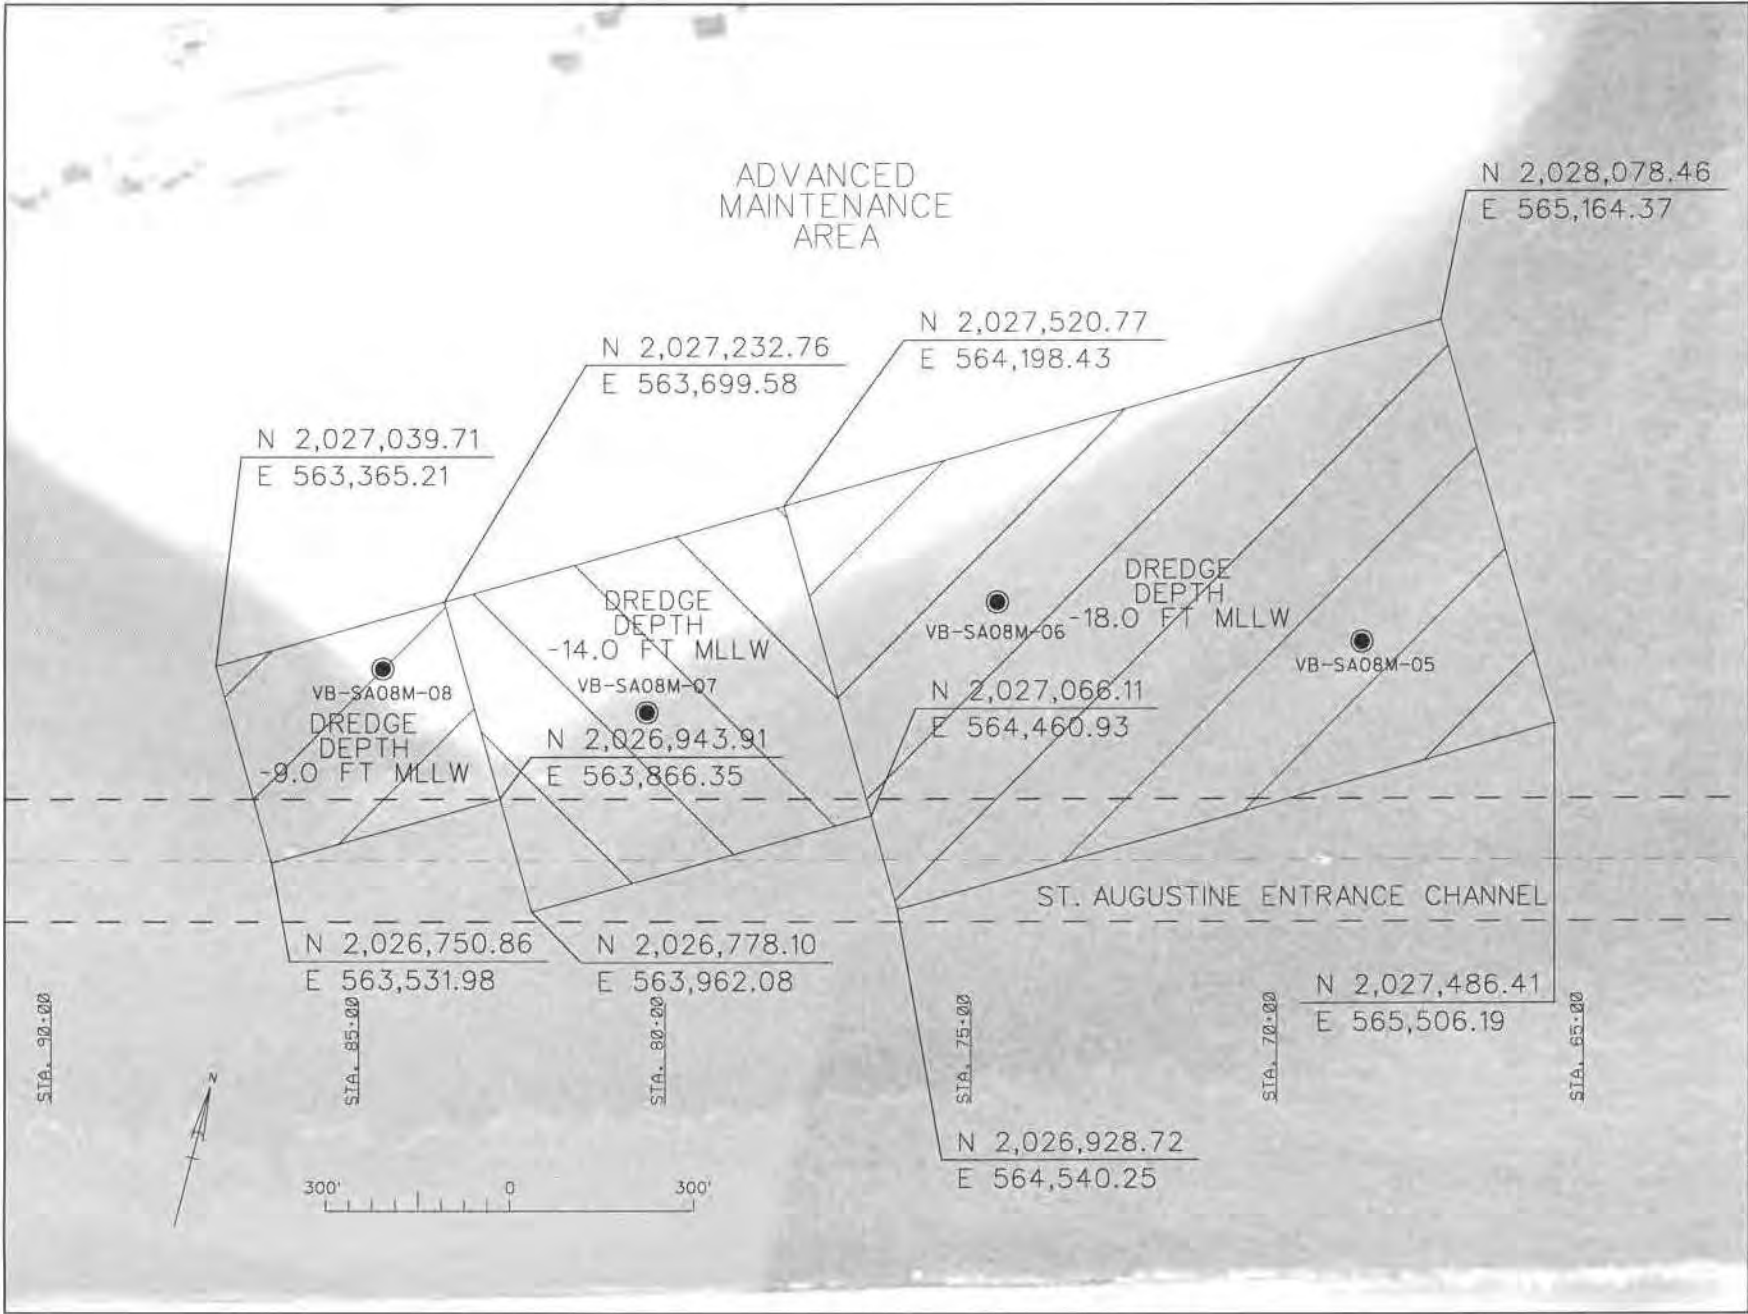 ADVANCED
MAINTENANCE
AREA
N 2,028,078.46
E 565,164.37
N 2,027,520.77
E 564,198.43
N 2,027,232.76
E 563,699.58
N 2,027,039.71
E 563,365.21
DREDGE
DEPTH
-18.0 FT MLLW
VB-SA08M-06
VB-SA08M-05
DREDGE
DEPTH
-14.0 FT MLLW
VB-SA08M-07
VB-SA08M-08
DREDGE
DEPTH
-9.0 FT MLLW
N 2,027,066.11
E 564,460.93
N 2,026,943.91
E 563,866.35
ST. AUGUSTINE ENTRANCE CHANNEL
N 2,026,750.86
E 563,531.98
N 2,026,778.10
E 563,962.08
N 2,027,486.41
E 565,506.19
STA. 90+00
STA. 85+00
STA. 80+00
STA. 75+00
STA. 70+00
STA. 65+00
N
N 2,026,928.72
E 564,540.25
300' 0 300'